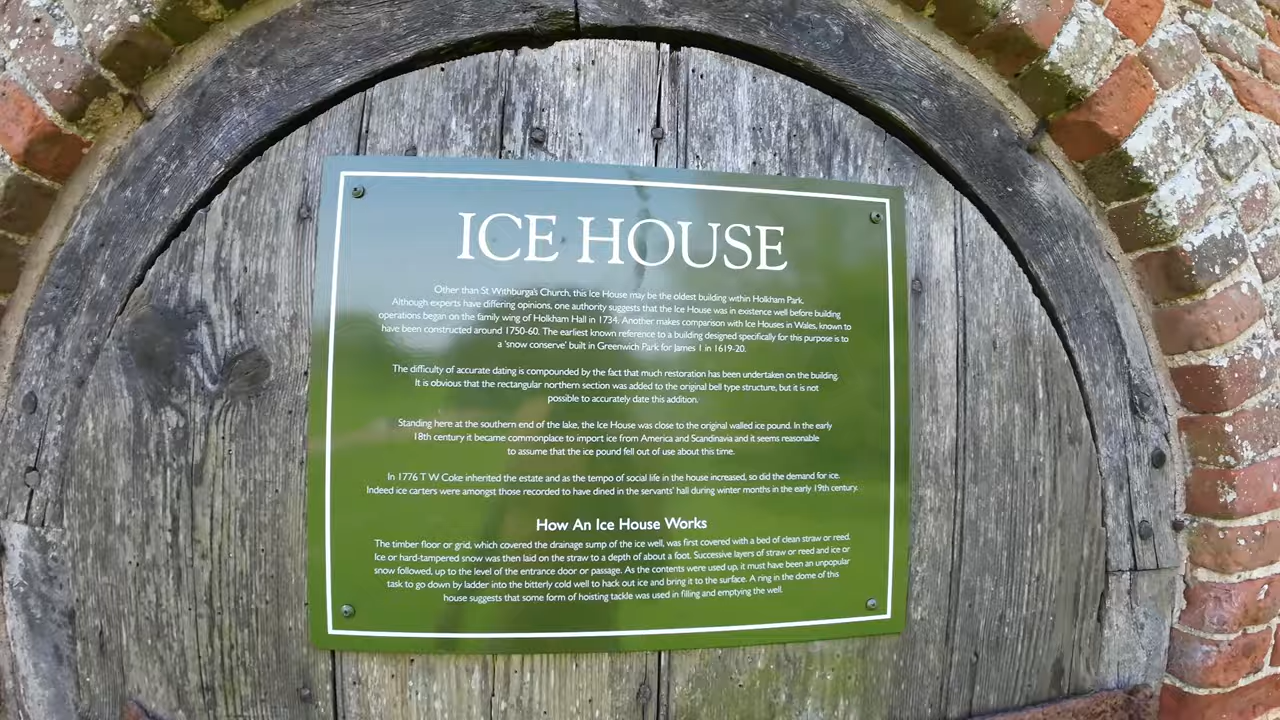 ICE HOUSE
Other than St Withburga's Church, this Ice House may be the oldest building within Holkham Park.
Although experts have differing opinions, one authority suggests that the Ice House was in existence well before building
operations began on the family wing of Holkham Hall in 1734. Another makes comparison with Ice Houses in Wales, known to
have been constructed around 1750-60. The earliest known reference to a building designed specifically for this purpose is to
a 'snow conserve' built in Greenwich Park for James 1 in 1619-20.
The difficulty of accurate dating is compounded by the fact that much restoration has been undertaken on the building.
It is obvious that the rectangular northern section was added to the original bell type structure, but it is not
possible to accurately date this addition.
Standing here at the southern end of the lake, the Ice House was close to the original walled ice pound. In the early
18th century it became commonplace to import ice from America and Scandinavia and it seems reasonable
to assume that the ice pound fell out of use about this time.
In 1776 T W Coke inherited the estate and as the tempo of social life in the house increased, so did the demand for ice.
Indeed ice carters were amongst those recorded to have dined in the servants' hall during winter months in the early 19th century.
How An Ice House Works
The timber floor or grid, which covered the drainage sump of the ice well, was first covered with a bed of clean straw or reed.
Ice or hard-tampered snow was then laid on the straw to a depth of about a foot. Successive layers of straw or reed and ice or
snow followed, up to the level of the entrance door or passage. As the contents were used up, it must have been an unpopular
task to go down by ladder into the bitterly cold well to hack out ice and bring it to the surface. A ring in the dome of this
house suggests that some form of hoisting tackle was used in filling and emptying the well.